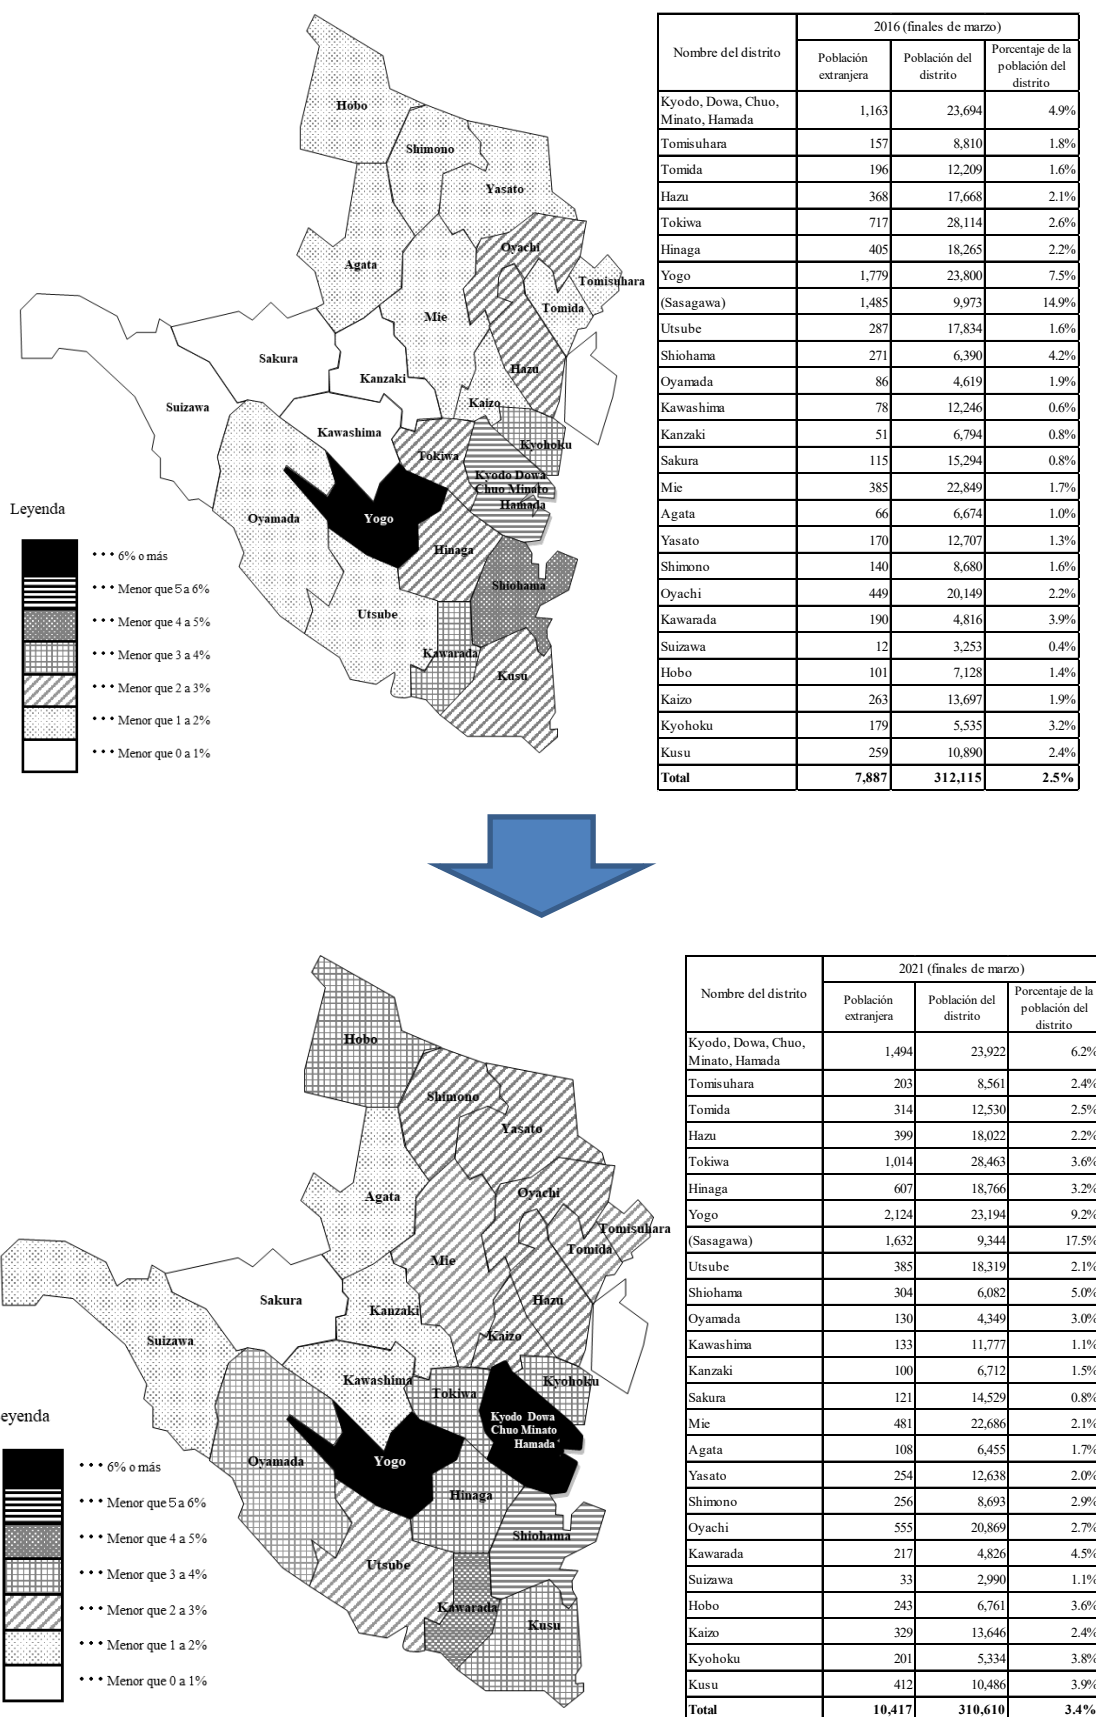 Hobo
Shimono
Yasato
Agata
Oyachi
Tomisuhara
Tomida
Mie
Sakura
Kanzaki
Hazu
Suizawa
Kaizo
Kawashima
Tokiwa
Kyohoku
Kyodo Dowa
Chuo Minato
Hamada
Oyamada
Yogo
Hinaga
Shiohama
Utsube
Kawarada
Kusu
Leyenda
• • • 6% o más
• • • Menor que 5 a 6%
• • • Menor que 4 a 5%
• • • Menor que 3 a 4%
• • • Menor que 2 a 3%
• • • Menor que 1 a 2%
• • • Menor que 0 a 1%
Nombre del distrito
2016 (finales de marzo)
Población
extranjera
Población del
distrito
Porcentaje de la
población del
distrito
Kyodo, Dowa, Chuo,
Minato, Hamada 1,163 23,694 4.9%
Tomisuhara 157 8,810 1.8%
Tomida 196 12,209 1.6%
Hazu 368 17,668 2.1%
Tokiwa 717 28,114 2.6%
Hinaga 405 18,265 2.2%
Yogo 1,779 23,800 7.5%
(Sasagawa) 1,485 9,973 14.9%
Utsube 287 17,834 1.6%
Shiohama 271 6,390 4.2%
Oyamada 86 4,619 1.9%
Kawashima 78 12,246 0.6%
Kanzaki 51 6,794 0.8%
Sakura 115 15,294 0.8%
Mie 385 22,849 1.7%
Agata 66 6,674 1.0%
Yasato 170 12,707 1.3%
Shimono 140 8,680 1.6%
Oyachi 449 20,149 2.2%
Kawarada 190 4,816 3.9%
Suizawa 12 3,253 0.4%
Hobo 101 7,128 1.4%
Kaizo 263 13,697 1.9%
Kyohoku 179 5,535 3.2%
Kusu 259 10,890 2.4%
Total 7,887 312,115 2.5%
Hobo
Shimono
Yasato
Agata
Oyachi
Tomisuhara
Tomida
Mie
Sakura
Kanzaki
Hazu
Suizawa
Kaizo
Kawashima
Tokiwa
Kyohoku
Kyodo Dowa
Chuo Minato
Hamada
Oyamada
Yogo
Hinaga
Shiohama
Utsube
Kawarada
Kusu
eyenda
• • • 6% o más
• • • Menor que 5 a 6%
• • • Menor que 4 a 5%
• • • Menor que 3 a 4%
• • • Menor que 2 a 3%
• • • Menor que 1 a 2%
• • • Menor que 0 a 1%
Nombre del distrito
2021 (finales de marzo)
Población
extranjera
Población del
distrito
Porcentaje de la
población del
distrito
Kyodo, Dowa, Chuo,
Minato, Hamada 1,494 23,922 6.2%
Tomisuhara 203 8,561 2.4%
Tomida 314 12,530 2.5%
Hazu 399 18,022 2.2%
Tokiwa 1,014 28,463 3.6%
Hinaga 607 18,766 3.2%
Yogo 2,124 23,194 9.2%
(Sasagawa) 1,632 9,344 17.5%
Utsube 385 18,319 2.1%
Shiohama 304 6,082 5.0%
Oyamada 130 4,349 3.0%
Kawashima 133 11,777 1.1%
Kanzaki 100 6,712 1.5%
Sakura 121 14,529 0.8%
Mie 481 22,686 2.1%
Agata 108 6,455 1.7%
Yasato 254 12,638 2.0%
Shimono 256 8,693 2.9%
Oyachi 555 20,869 2.7%
Kawarada 217 4,826 4.5%
Suizawa 33 2,990 1.1%
Hobo 243 6,761 3.6%
Kaizo 329 13,646 2.4%
Kyohoku 201 5,334 3.8%
Kusu 412 10,486 3.9%
Total 10,417 310,610 3.4%